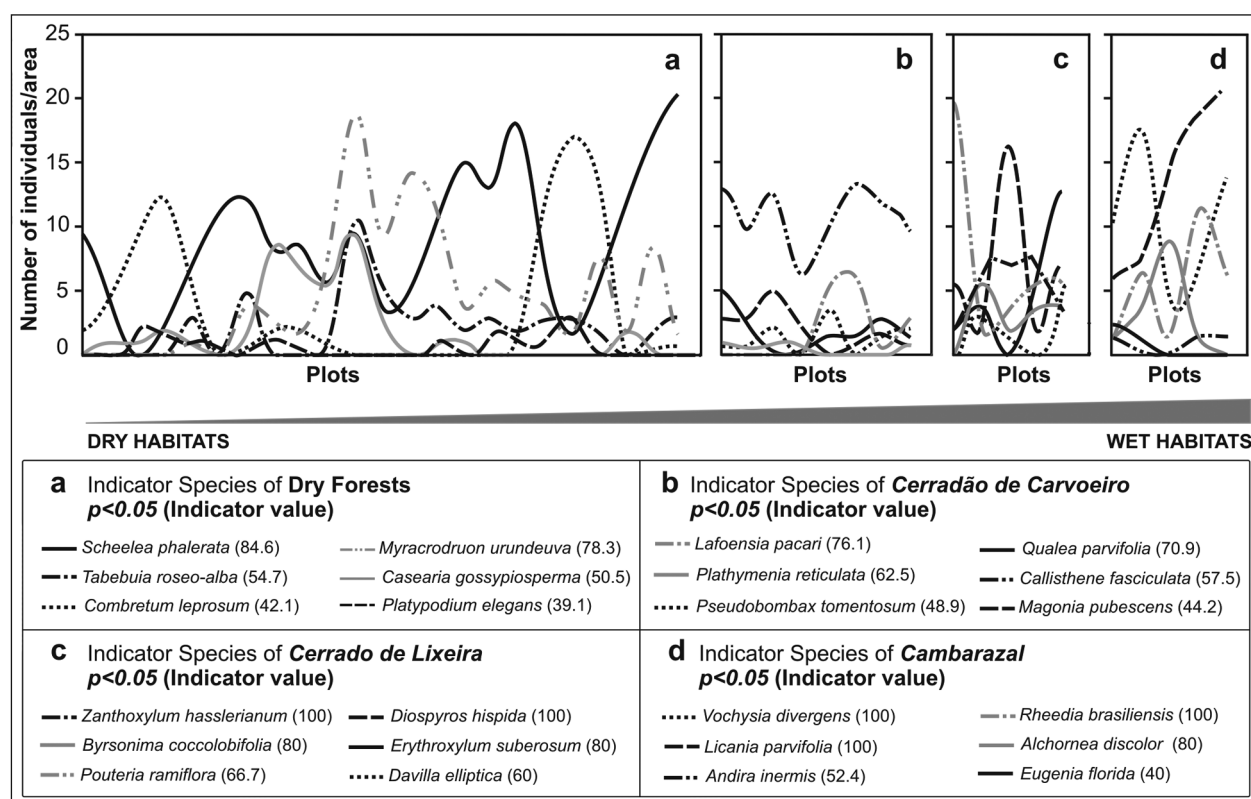 25
20
15
10
5
0
Number of individuals/area
a
b
c
d
Plots
Plots
Plots
Plots
DRY HABITATS
WET HABITATS
a Indicator Species of Dry Forests
p<0.05 (Indicator value)
Scheelea phalerata (84.6)
Tabebuia roseo-alba (54.7)
Combretum leprosum (42.1)
Myracrodruon urundeuva (78.3)
Casearia gossypiosperma (50.5)
Platypodium elegans (39.1)
b Indicator Species of Cerradão de Carvoeiro
p<0.05 (Indicator value)
Lafoensia pacari (76.1)
Plathymenia reticulata (62.5)
Pseudobombax tomentosum (48.9)
Qualea parvifolia (70.9)
Callisthene fasciculata (57.5)
Magonia pubescens (44.2)
c Indicator Species of Cerrado de Lixeira
p<0.05 (Indicator value)
Zanthoxylum hasslerianum (100)
Byrsonima coccolobifolia (80)
Pouteria ramiflora (66.7)
Diospyros hispida (100)
Erythroxylum suberosum (80)
Davilla elliptica (60)
d Indicator Species of Cambarazal
p<0.05 (Indicator value)
Vochysia divergens (100)
Licania parvifolia (100)
Andira inermis (52.4)
Rheedia brasiliensis (100)
Alchornea discolor (80)
Eugenia florida (40)